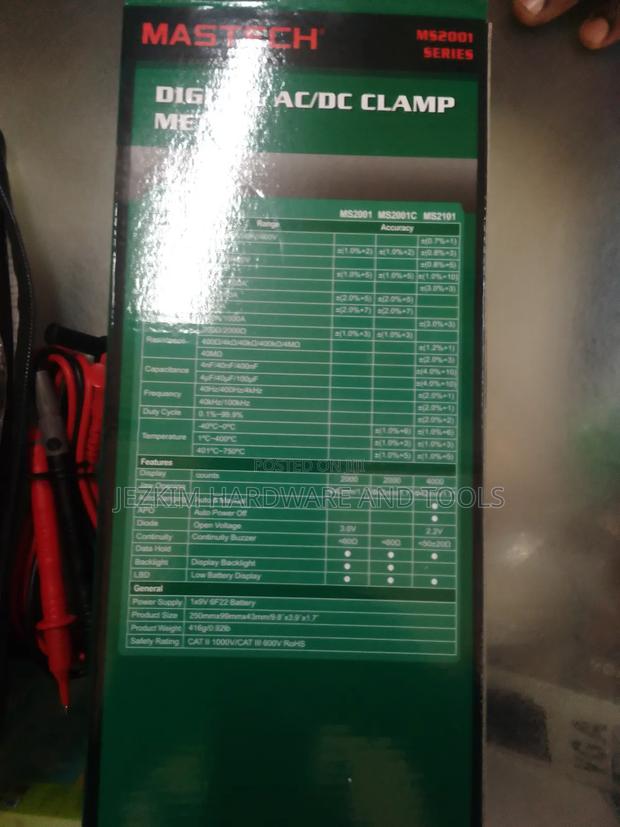 MASTECH
MS2001
SERIES
AC/DC CLAMP
MS2001 MS2001C MS2101
Range Accuracy
±(0.7%+1)
±(1.0%+2) ±(1.0%+2) ±(0.8%+3)
±(0.8%+5)
±(1.0%+5) ±(1.0%+5) ±(1.0%+10)
±(3.0%+3)
±(2.0%+5) ±(2.0%+5)
±(2.0%+7) ±(2.0%+7)
1000A ±(3.0%+3)
200Ω/2000Ω ±(1.0%+3) ±(1.0%+3)
Resistance 400Ω/4kΩ/40kΩ/400kΩ/4MΩ ±(1.2%+1)
40MΩ ±(2.0%+3)
Capacitance 4nF/40nF/400nF ±(4.0%+10)
4μF/40μF/100μF ±(4.0%+10)
Frequency 40Hz/400Hz/4kHz ±(2.0%+1)
40kHz/100kHz ±(2.0%+1)
Duty Cycle 0.1%~99.9% ±(2.0%+2)
Temperature -40°C~0°C ±(1.0%+6) ±(1.0%+6)
1°C~400°C ±(1.0%+3) ±(1.0%+3)
401°C~750°C ±(1.0%+5) ±(1.0%+5)
Features
POSTED ON
Display counts 2000 2000 4000
Jaw Opening
JEZKIM HARDWARE AND TOOLS
APO Auto Power Off
Diode Open Voltage 3.0V 2.2V
Continuity Continuity Buzzer <60Ω <60Ω <50±20Ω
Data Hold
Backlight Display Backlight
LBD Low Battery Display
General
Power Supply 1x9V 6F22 Battery
Product Size 250mmx99mmx43mm/9.8"x3.9"x1.7"
Product Weight 416g/0.92lb
Safety Rating CAT II 1000V/CAT III 600V RoHS
VGA